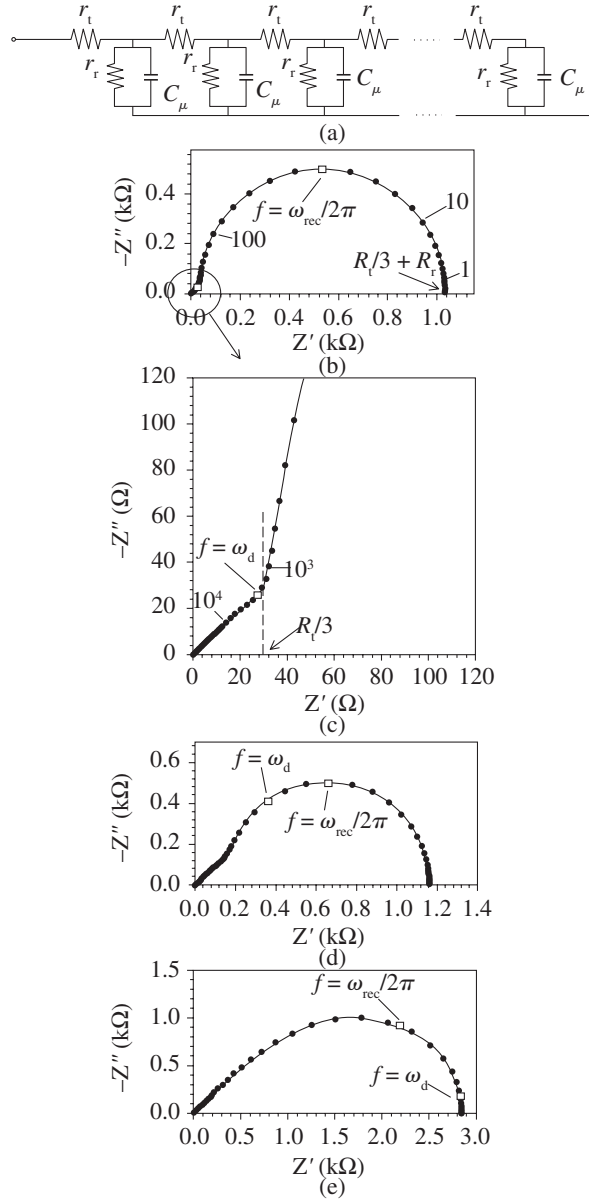 r_t r_t r_t r_t r_t
r_r C_μ r_r C_μ r_r C_μ r_r C_μ
(a)
−Z″ (kΩ)
0.4
0.2
0.0
f = ω_rec/2π
10
100
R_t/3 + R_r
1
0.0 0.2 0.4 0.6 0.8 1.0
Z′ (kΩ)
(b)
−Z″ (Ω)
120
100
80
60
40
20
0
f = ω_d
10³
10⁴
R_t/3
0 20 40 60 80 100 120
Z′ (Ω)
(c)
−Z″ (kΩ)
0.6
0.4
0.2
0.0
f = ω_d
f = ω_rec/2π
0.0 0.2 0.4 0.6 0.8 1.0 1.2 1.4
Z′ (kΩ)
(d)
−Z″ (kΩ)
1.5
1.0
0.5
0.0
f = ω_rec/2π
f = ω_d
0.0 0.5 1.0 1.5 2.0 2.5 3.0
Z′ (kΩ)
(e)